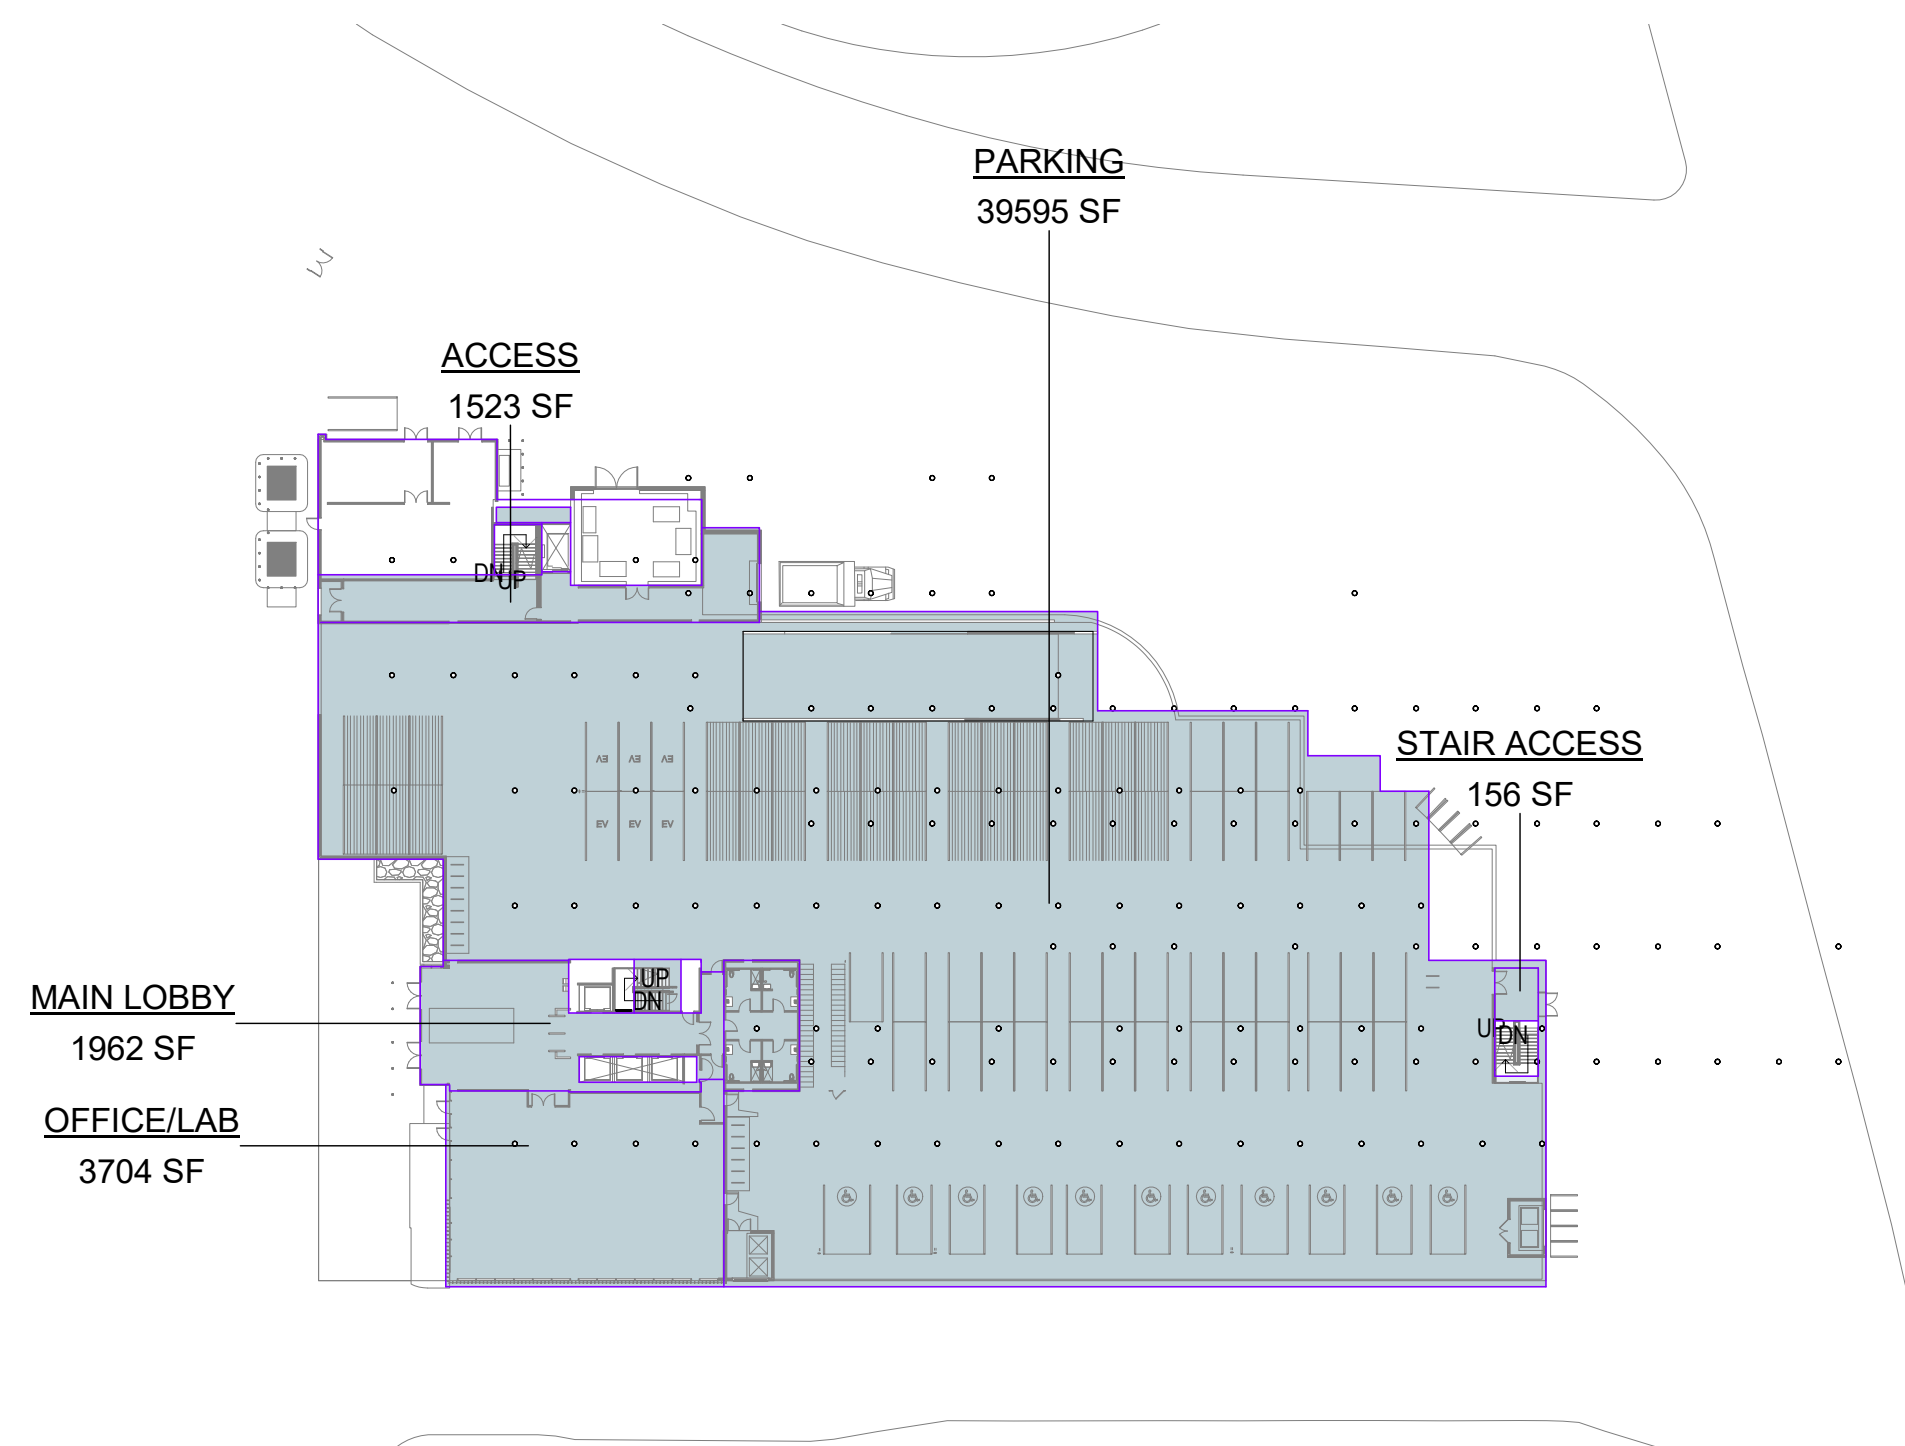 PARKING
39595 SF
ACCESS
1523 SF
DN
UP
STAIR ACCESS
156 SF
EV EV EV
EV EV EV
MAIN LOBBY
1962 SF
UP
DN
UP
DN
OFFICE/LAB
3704 SF